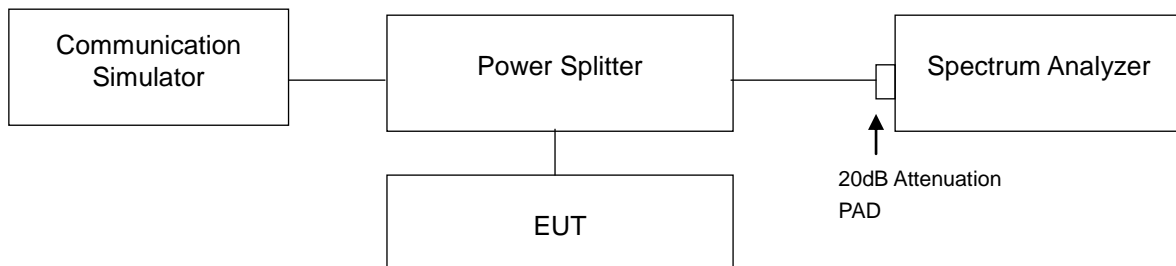 Communication
Simulator
Power Splitter
Spectrum Analyzer
20dB Attenuation
PAD
EUT